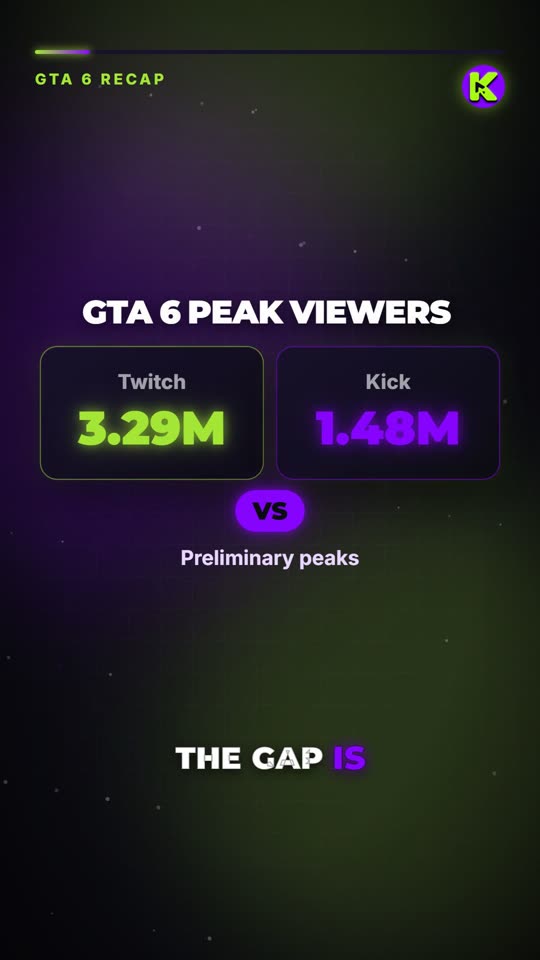 GTA 6 RECAP
K
GTA 6 PEAK VIEWERS
Twitch
3.29M
Kick
1.48M
VS
Preliminary peaks
THE GAP IS